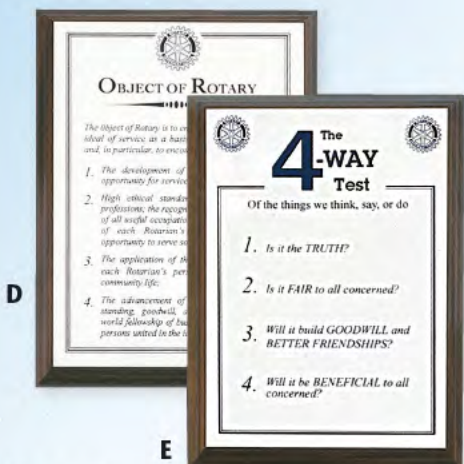 OBJECT OF ROTARY
The Object of Rotary is to en
ideal of service as a basi
and, in particular, to encou
1. The development of
opportunity for service
2. High ethical standar
professions; the recogn
of all useful occupatio
of each Rotarian's
opportunity to serve so
3. The application of th
each Rotarian's pers
community life;
4. The advancement of
standing, goodwill, a
world fellowship of bus
persons united in the i
D
The
4-WAY
Test
Of the things we think, say, or do
1. Is it the TRUTH?
2. Is it FAIR to all concerned?
3. Will it build GOODWILL and
BETTER FRIENDSHIPS?
4. Will it be BENEFICIAL to all
concerned?
E